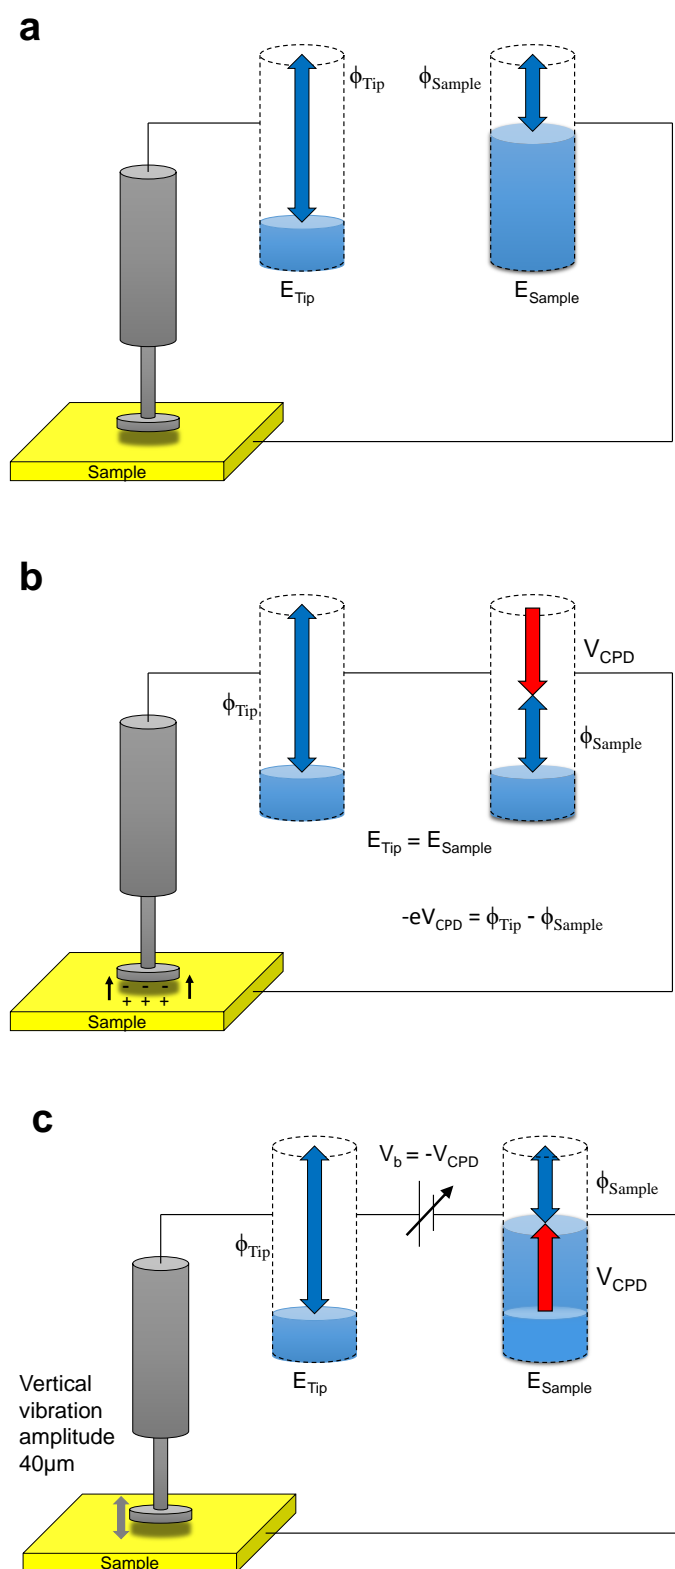 a
ϕTip
ϕSample
ETip
ESample
Sample
b
VCPD
ϕTip
ϕSample
ETip = ESample
-eVCPD = ϕTip - ϕSample
- - -
+ + +
Sample
c
Vb = -VCPD
ϕSample
ϕTip
VCPD
ETip
ESample
Vertical
vibration
amplitude
40μm
Sample